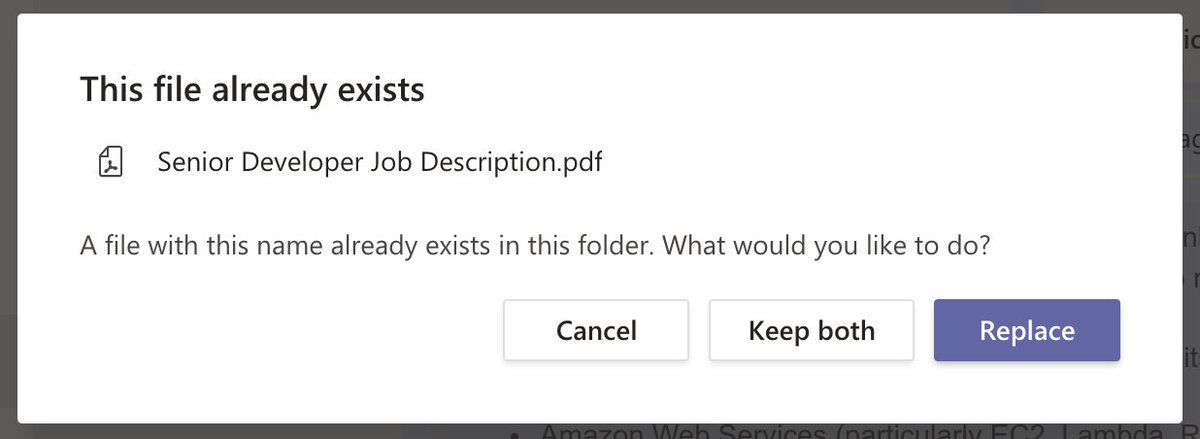 This file already exists
Senior Developer Job Description.pdf
A file with this name already exists in this folder. What would you like to do?
Cancel
Keep both
Replace
Amazon Web Services (particularly EC2, Lambda,